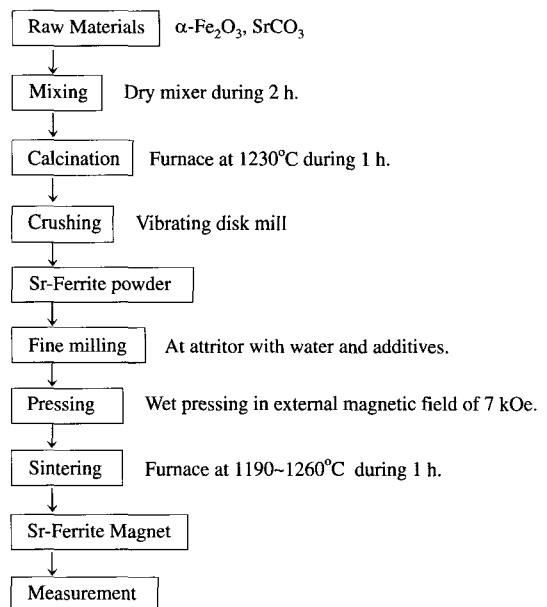 Raw Materials α-Fe₂O₃, SrCO₃
Mixing Dry mixer during 2 h.
Calcination Furnace at 1230°C during 1 h.
Crushing Vibrating disk mill
Sr-Ferrite powder
Fine milling At attritor with water and additives.
Pressing Wet pressing in external magnetic field of 7 kOe.
Sintering Furnace at 1190~1260°C during 1 h.
Sr-Ferrite Magnet
Measurement